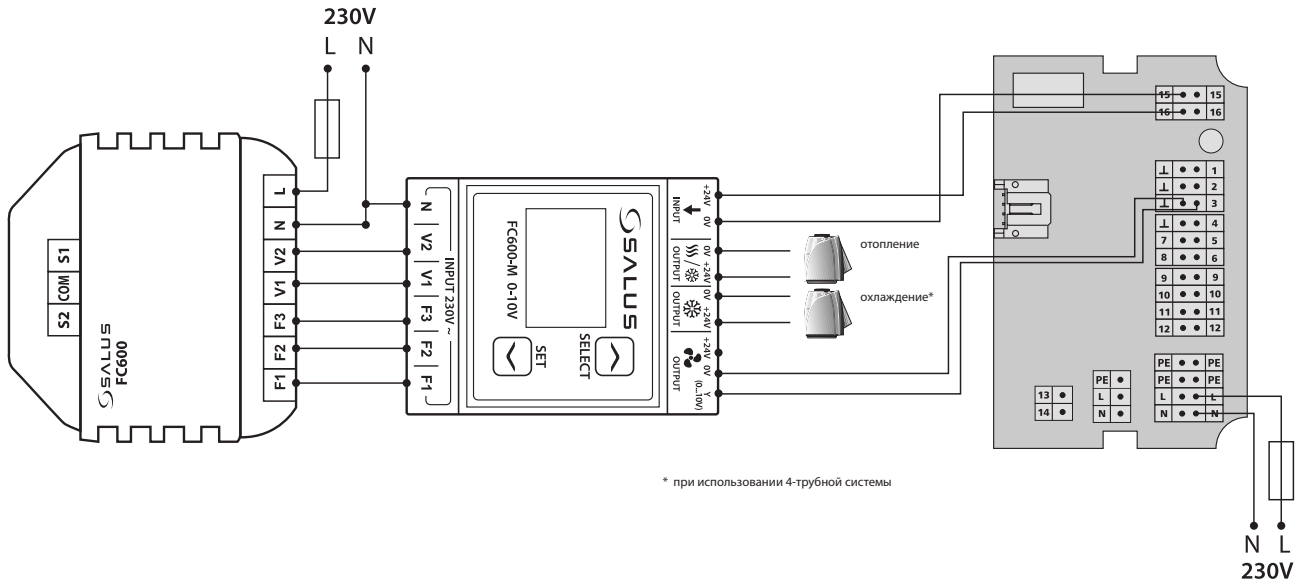 230V
L N
S1
COM
S2
SALUS
FC600
L
N
V2
V1
F3
F2
F1
N
V2
V1
F3
F2
F1
INPUT 230V ~
FC600-M 0-10V
SALUS
SET
SELECT
INPUT
+24V
0V
OUTPUT
/
0V
+24V
OUTPUT
0V
+24V
OUTPUT
+24V
0V
Y
(0...10V)
отопление
охлаждение*
15 15
16 16
⊥ 1
⊥ 2
⊥ 3
⊥ 4
7 5
8 6
9 9
10 10
11 11
12 12
PE PE
PE PE
L L
N N
PE
L
N
13
14
* при использовании 4-трубной системы
N L
230V